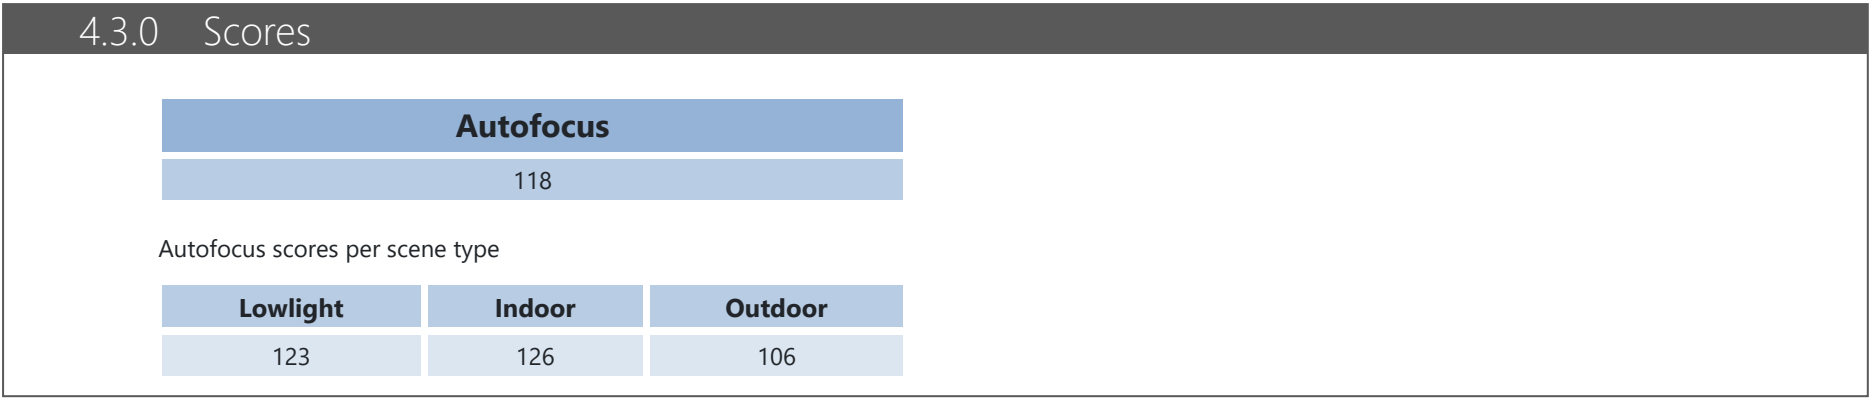 4.3.0 Scores
Autofocus
118
Autofocus scores per scene type
Lowlight Indoor Outdoor
123 126 106